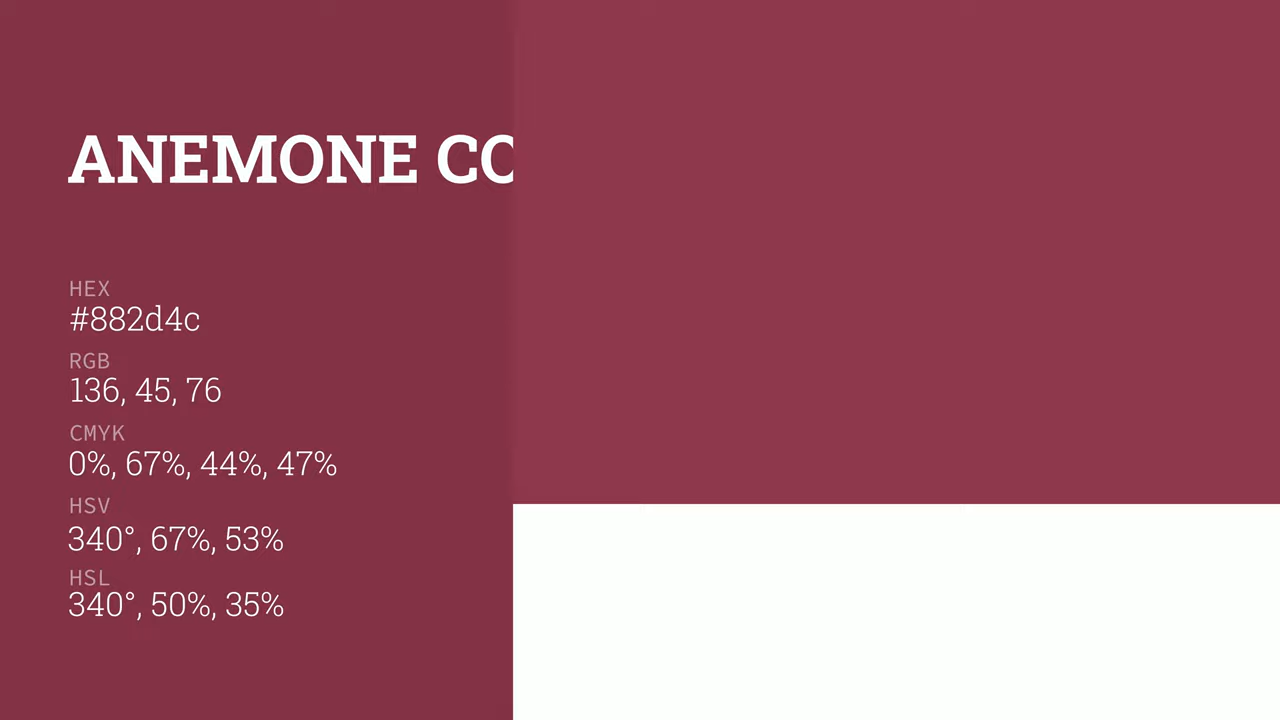 ANEMONE CO
HEX
#882d4c
RGB
136, 45, 76
CMYK
0%, 67%, 44%, 47%
HSV
340°, 67%, 53%
HSL
340°, 50%, 35%